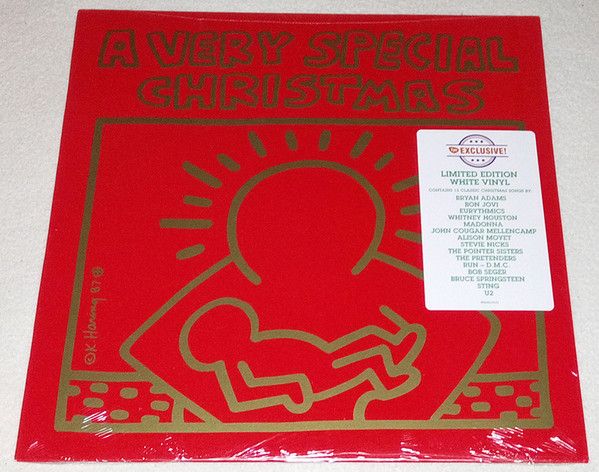 A VERY SPECIAL
CHRISTMAS
EXCLUSIVE!
LIMITED EDITION
WHITE VINYL
CONTAINS 15 CLASSIC CHRISTMAS SONGS BY
BRYAN ADAMS
BON JOVI
EURYTHMICS
WHITNEY HOUSTON
MADONNA
JOHN COUGAR MELLENCAMP
ALISON MOYET
STEVIE NICKS
THE POINTER SISTERS
THE PRETENDERS
RUN – D.M.C.
BOB SEGER
BRUCE SPRINGSTEEN
STING
U2
© K Haring 87